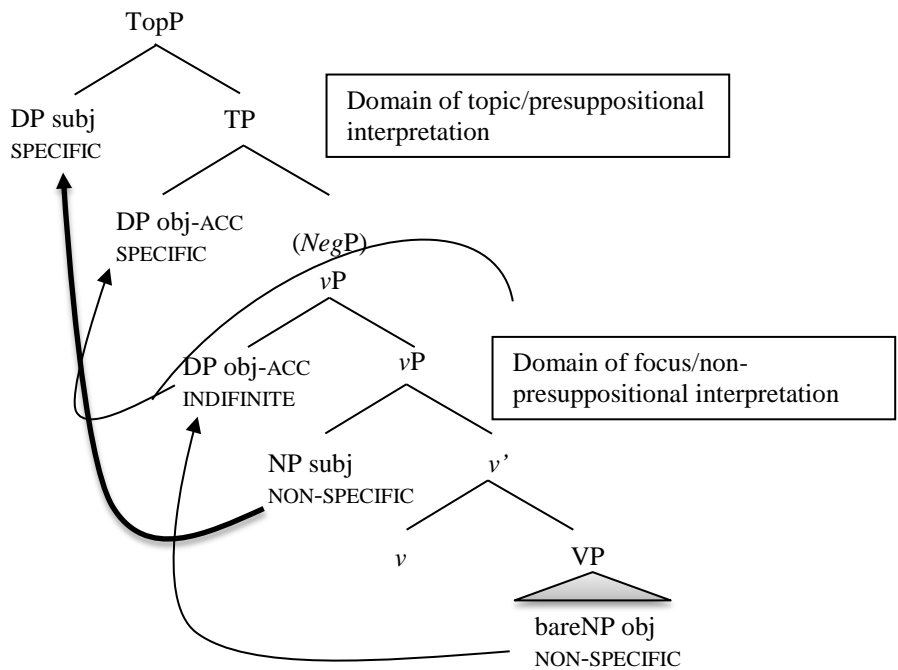 TopP
DP subj
SPECIFIC
TP
Domain of topic/presuppositional
interpretation
DP obj-ACC
SPECIFIC
(NegP)
vP
DP obj-ACC
INDIFINITE
vP
Domain of focus/non-
presuppositional interpretation
NP subj
NON-SPECIFIC
v’
v
VP
bareNP obj
NON-SPECIFIC